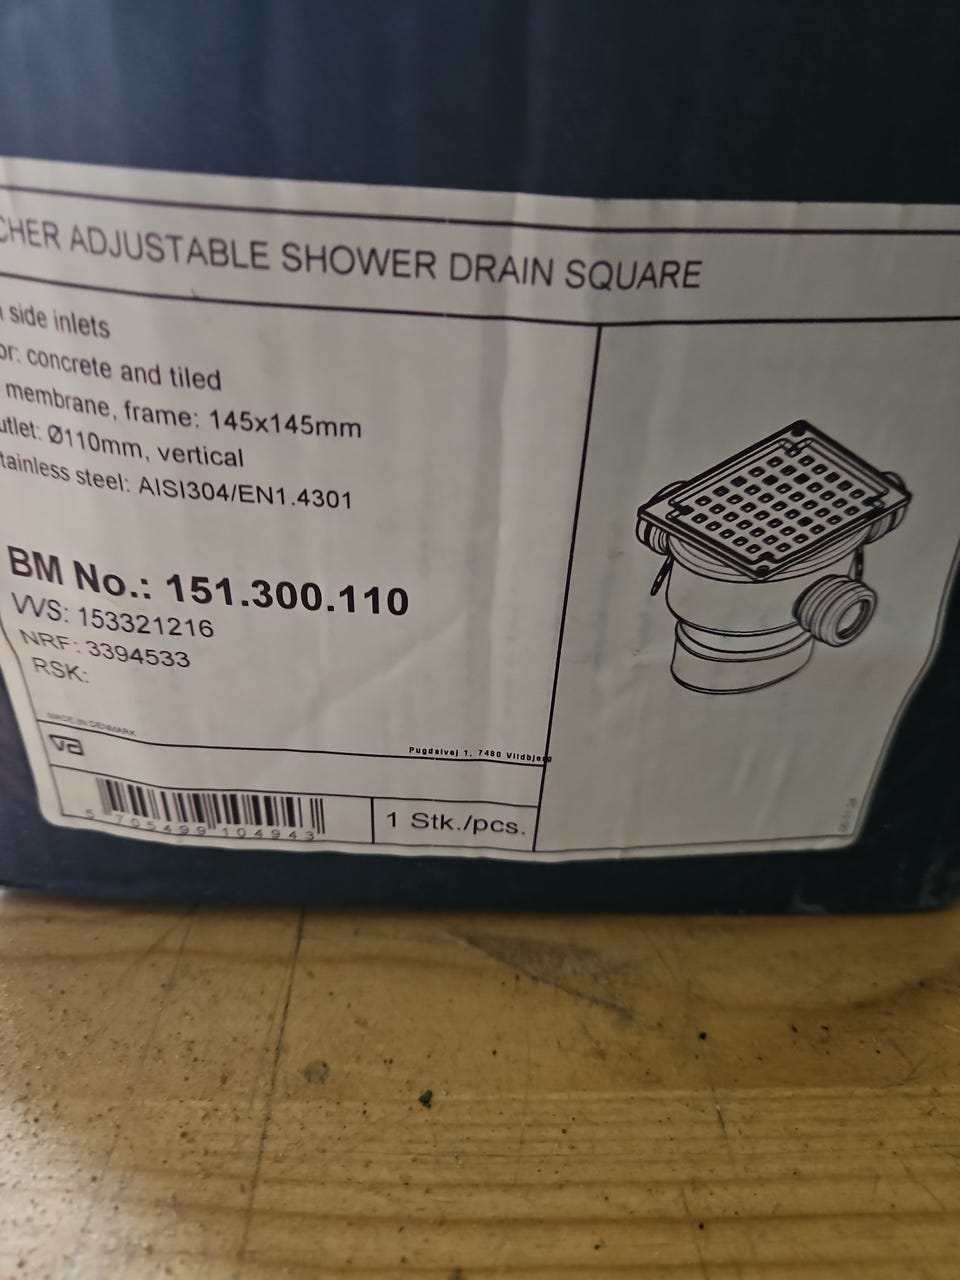 CHER ADJUSTABLE SHOWER DRAIN SQUARE
side inlets
or: concrete and tiled
membrane, frame: 145x145mm
utlet: Ø110mm, vertical
tainless steel: AISI304/EN1.4301
BM No.: 151.300.110
VVS: 153321216
NRF: 3394533
RSK:
MADE IN DENMARK
va
Pugdalvej 1, 7480 Vildbjerg
5 705499 104943
1 Stk./pcs.